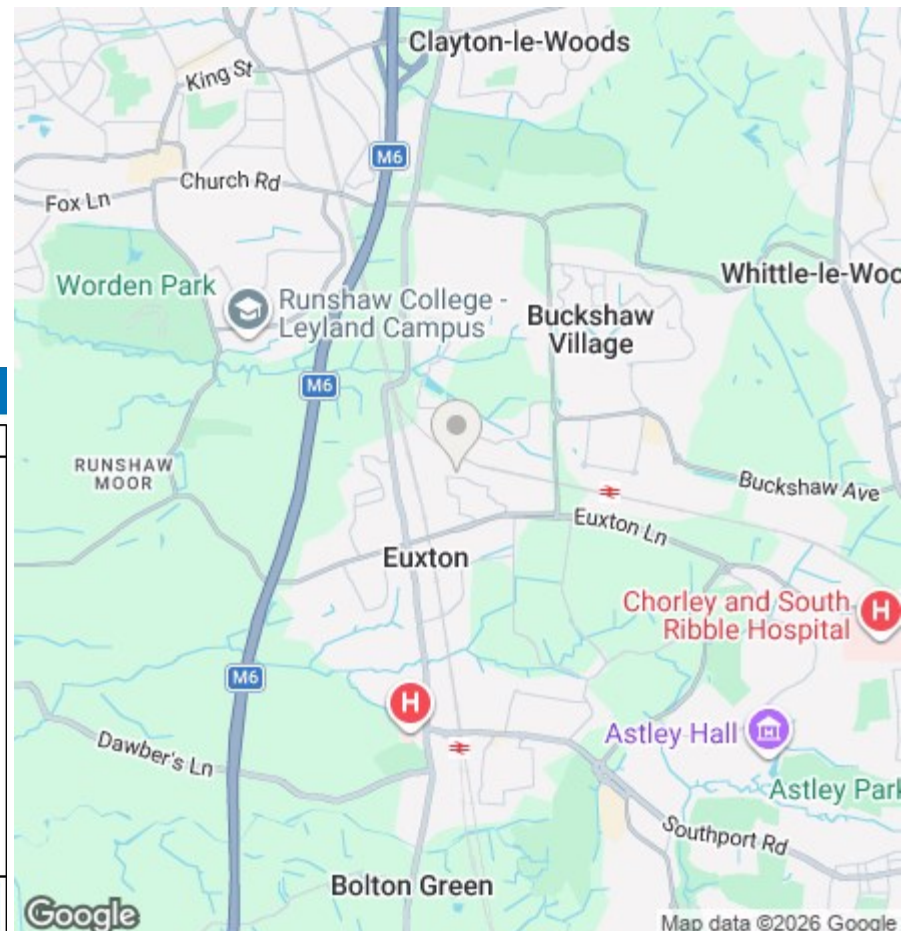 Clayton-le-Woods
King St
M6
Church Rd
Fox Ln
Whittle-le-Woo
Worden Park
Runshaw College -
Leyland Campus
Buckshaw
Village
M6
RUNSHAW
MOOR
Buckshaw Ave
Euxton Ln
Euxton
Chorley and South
Ribble Hospital
H
M6
H
Astley Hall
Dawber's Ln
Astley Park
Southport Rd
Bolton Green
Google
Map data ©2026 Google